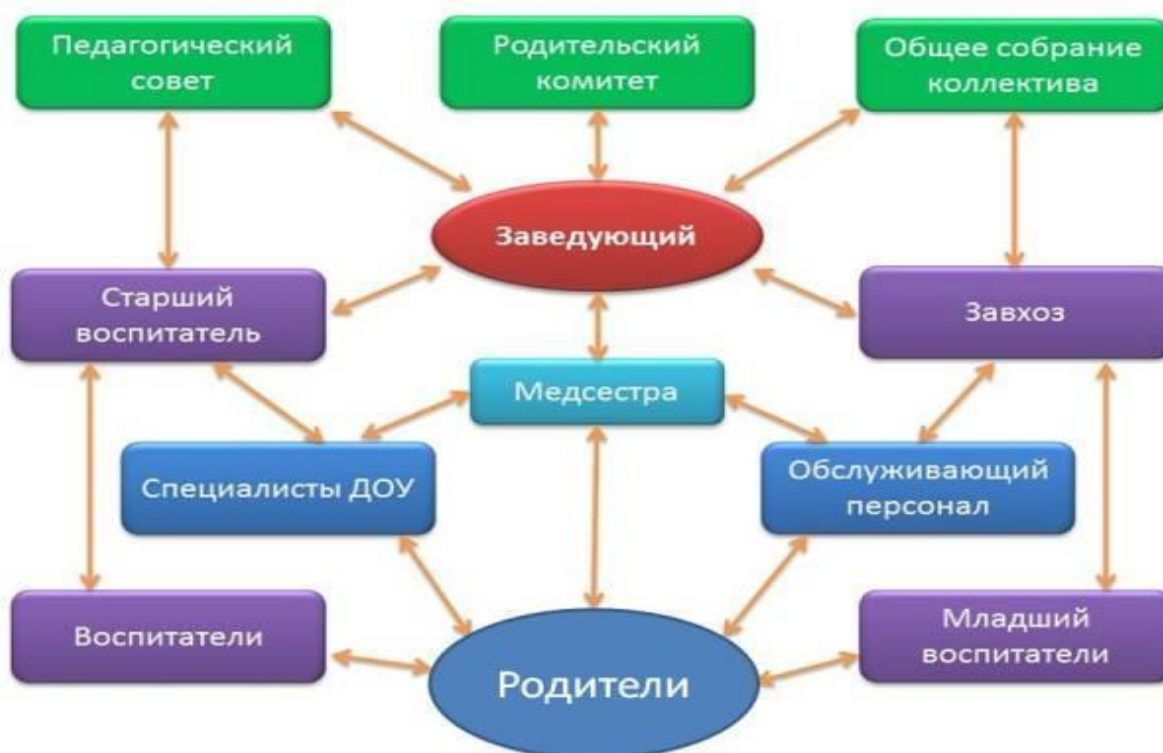 Педагогический
совет
Родительский
комитет
Общее собрание
коллектива
Заведующий
Старший
воспитатель
Завхоз
Медсестра
Специалисты ДОУ
Обслуживающий
персонал
Воспитатели
Младший
воспитатели
Родители